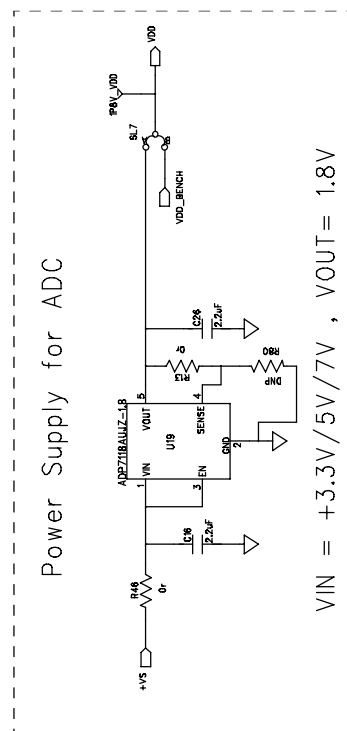 Power Supply for ADC
+VS
R46
0r
C16
2.2uF
ADP7118AUJZ-1.8
1
VIN
3
EN
U19
VOUT
5
SENSE
4
GND
2
R13
0r
R80
DNP
C26
2.2uF
VDD_BENCH
SL7
A
B
1P8V_VDD
VDD
VIN = +3.3V/5V/7V , VOUT= 1.8V